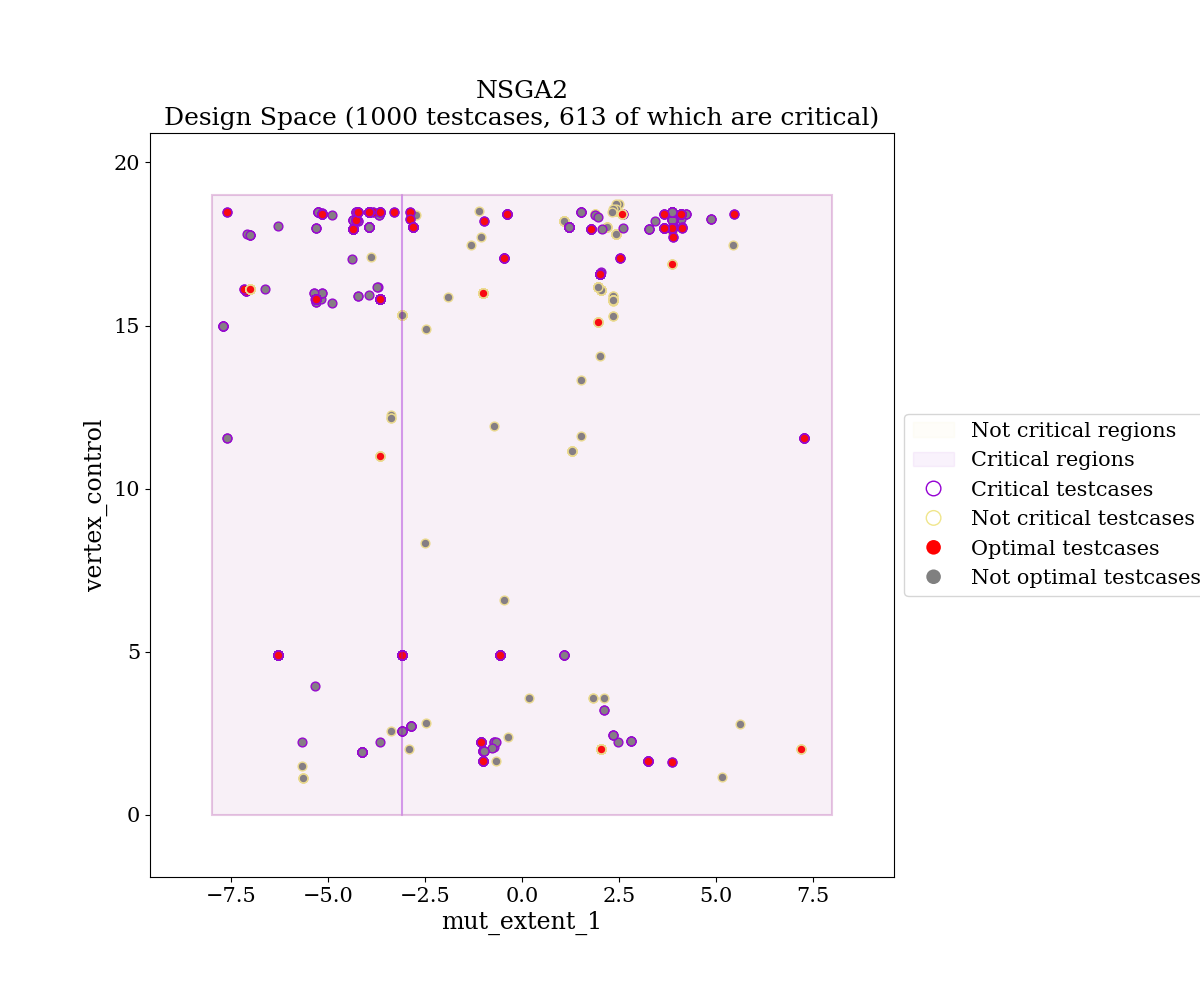 NSGA2
Design Space (1000 testcases, 613 of which are critical)
20
15
10
5
0
vertex_control
−7.5
−5.0
−2.5
0.0
2.5
5.0
7.5
mut_extent_1
Not critical regions
Critical regions
Critical testcases
Not critical testcases
Optimal testcases
Not optimal testcases